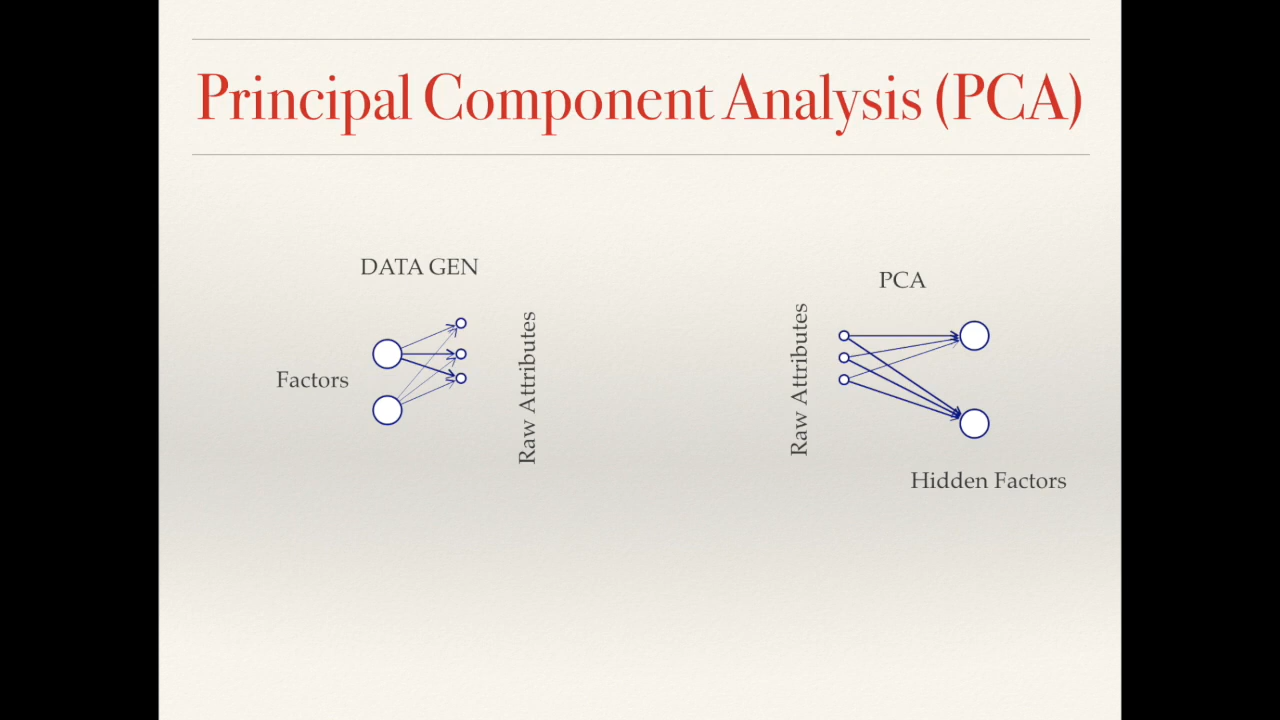 Principal Component Analysis (PCA)
DATA GEN
Factors
Raw Attributes
PCA
Raw Attributes
Hidden Factors